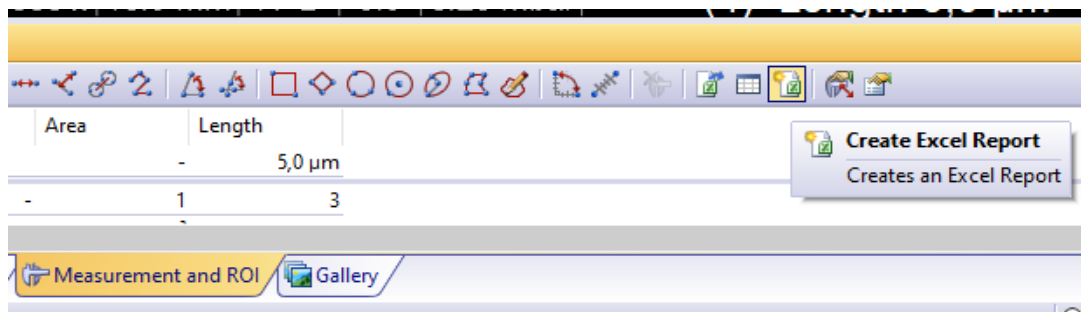 Area Length
- 5,0 µm
- 1 3
Create Excel Report
Creates an Excel Report
Measurement and ROI Gallery